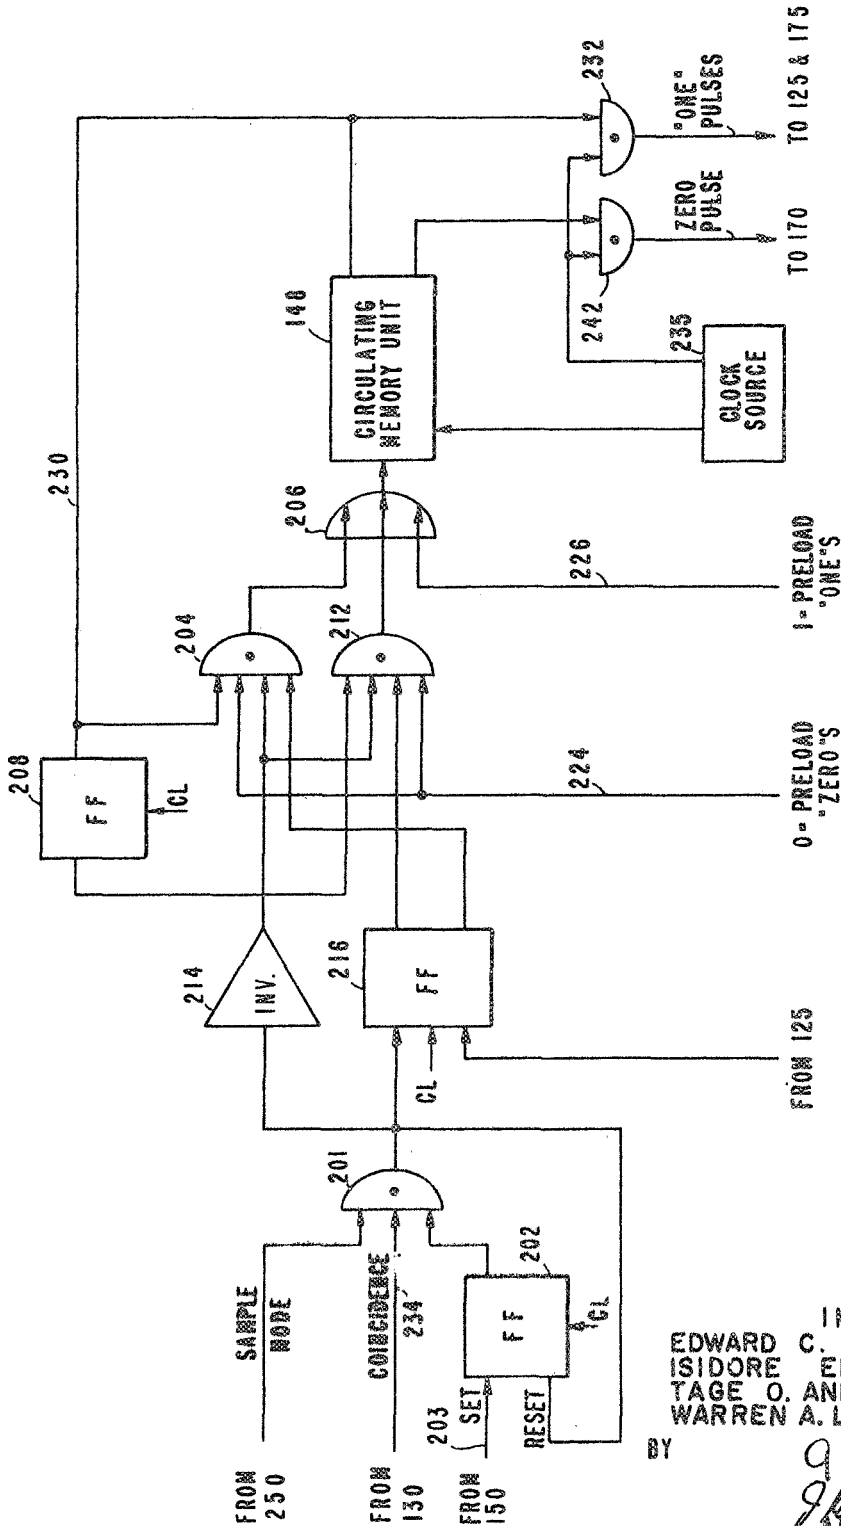 FROM
250
SAMPLE
MODE
FROM
130
COINCIDENCE
234
FROM
150
203
SET
RESET
FF
202
CL
201
214
INV.
CL
216
FF
FROM 125
208
FF
CL
204
212
224
0=PRELOAD
"ZERO"S
230
206
226
1=PRELOAD
"ONE"S
148
CIRCULATING
MEMORY UNIT
235
CLOCK
SOURCE
242
ZERO
PULSE
TO 170
232
"ONE"
PULSES
TO 125 & 175
EDWARD C.
ISIDORE
TAGE O.
WARREN A.
BY